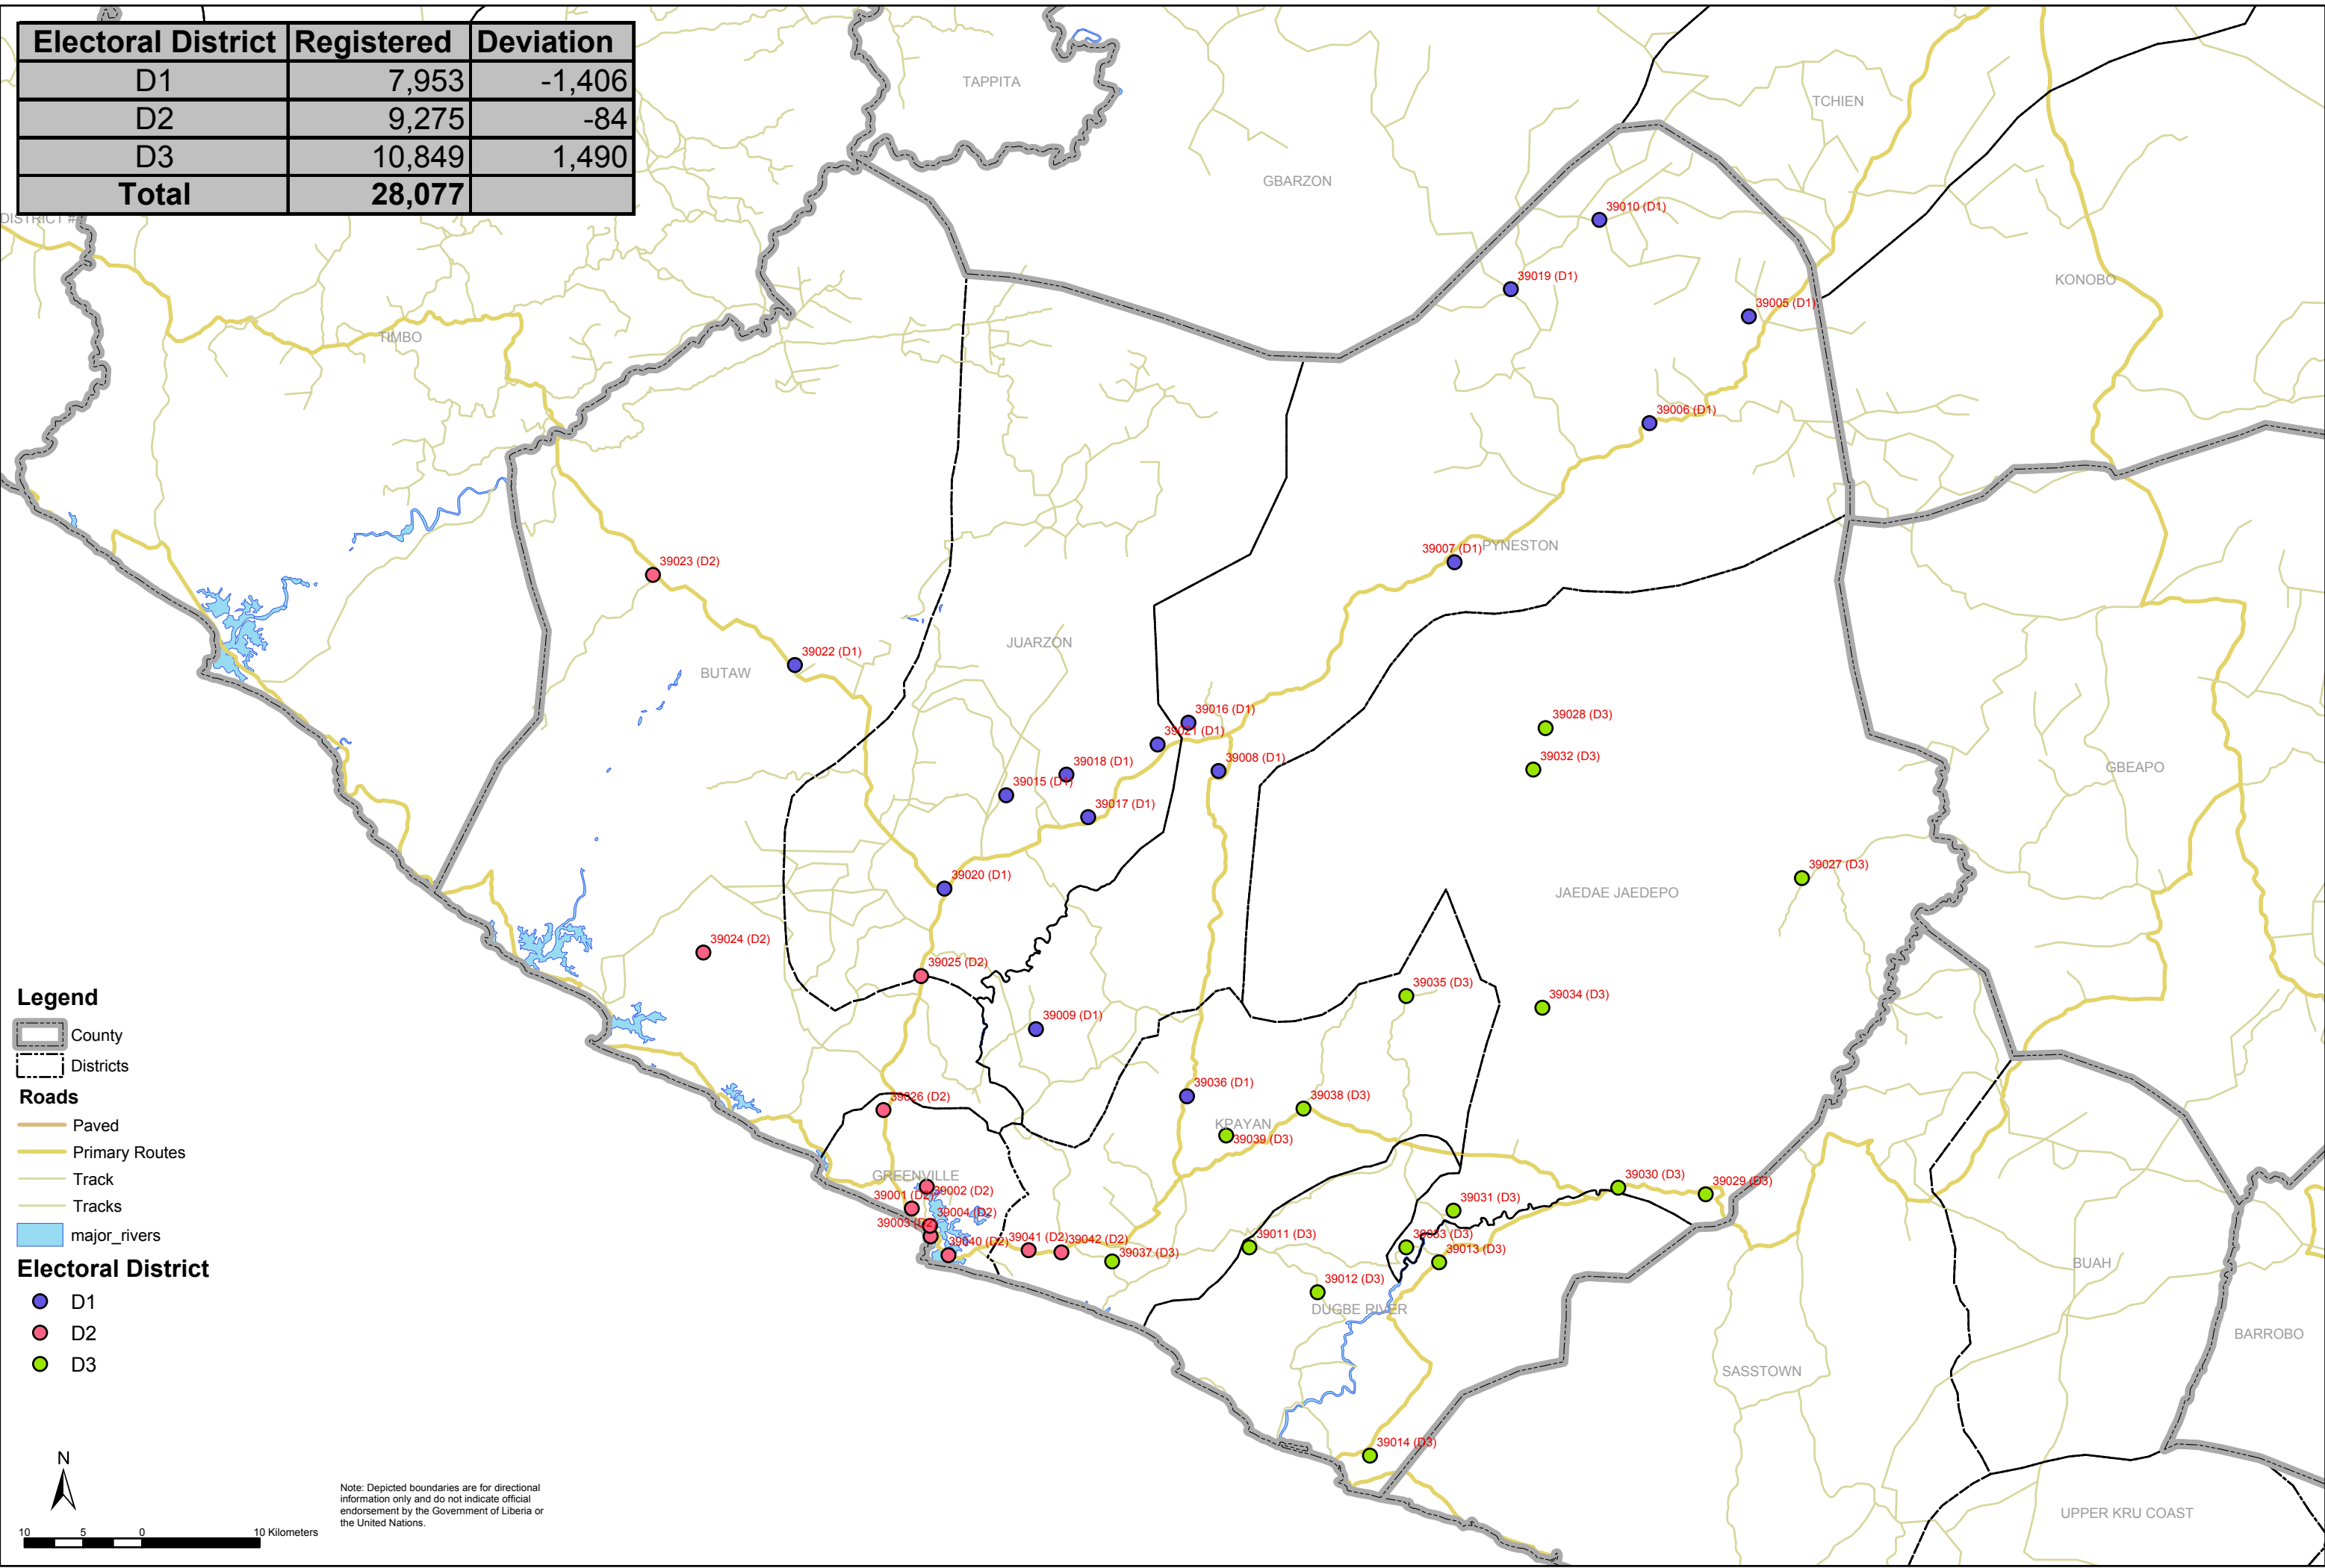 Electoral District Registered Deviation
D1 7,953 -1,406
D2 9,275 -84
D3 10,849 1,490
Total 28,077
TAPPITA
TCHIEN
GBARZON
39010 (D1)
DISTRICT #
39019 (D1)
KONOBO
39005 (D1)
TIMBO
39006 (D1)
39007 (D1)
PYNESTON
39023 (D2)
JUARZON
39022 (D1)
BUTAW
39016 (D1)
39028 (D3)
39021 (D1)
39018 (D1)
39008 (D1)
39032 (D3)
GBEAPO
39015 (D1)
39017 (D1)
39020 (D1)
39027 (D3)
JAEDAE JAEDEPO
39024 (D2)
39025 (D2)
39035 (D3)
39034 (D3)
39009 (D1)
39036 (D1)
39026 (D2)
39038 (D3)
KPAYAN
39039 (D3)
GREENVILLE
39030 (D3)
39029 (D3)
39002 (D2)
39001 (D2)
39031 (D3)
39004 (D2)
39003 (D2)
39040 (D2)
39041 (D2)
39042 (D2)
39037 (D3)
39011 (D3)
39033 (D3)
39013 (D3)
BUAH
39012 (D3)
DUGBE RIVER
BARROBO
SASSTOWN
39014 (D3)
UPPER KRU COAST
Legend
County
Districts
Roads
Paved
Primary Routes
Track
Tracks
major_rivers
Electoral District
D1
D2
D3
N
10 5 0 10 Kilometers
Note: Depicted boundaries are for directional
information only and do not indicate official
endorsement by the Government of Liberia or
the United Nations.